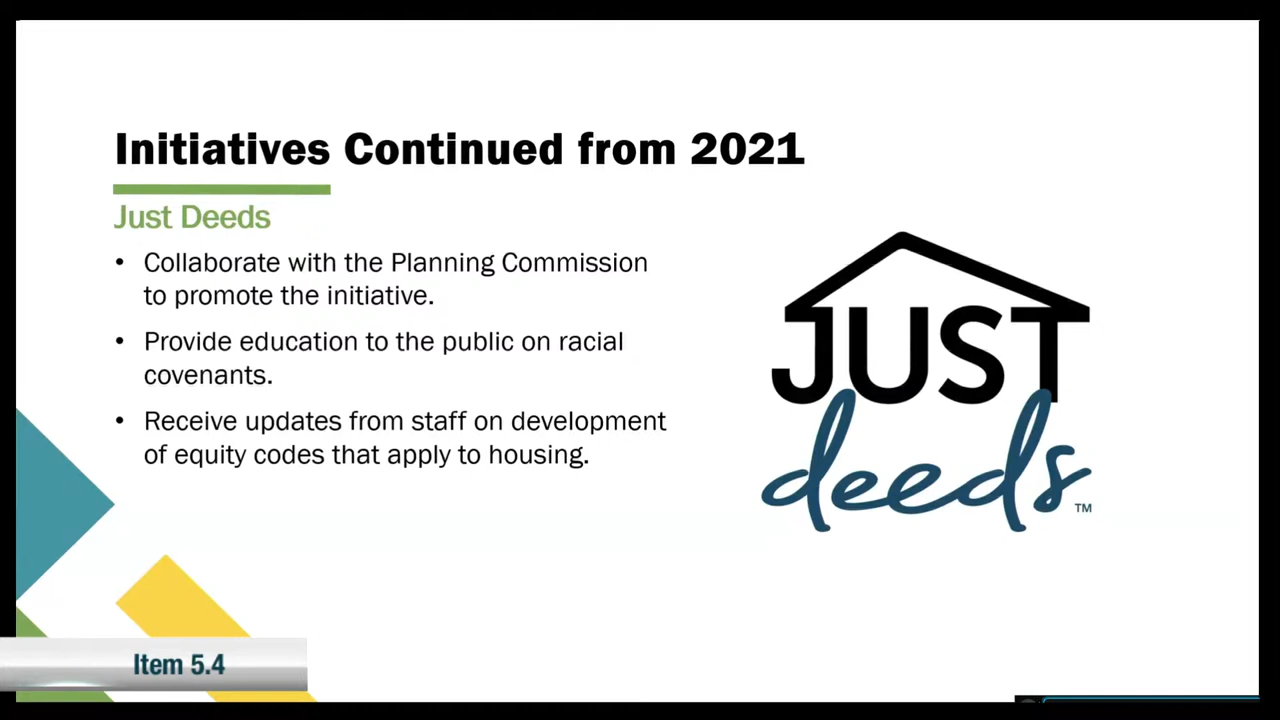 Initiatives Continued from 2021
Just Deeds
• Collaborate with the Planning Commission
to promote the initiative.
• Provide education to the public on racial
covenants.
• Receive updates from staff on development
of equity codes that apply to housing.
JUST
deeds™
Item 5.4